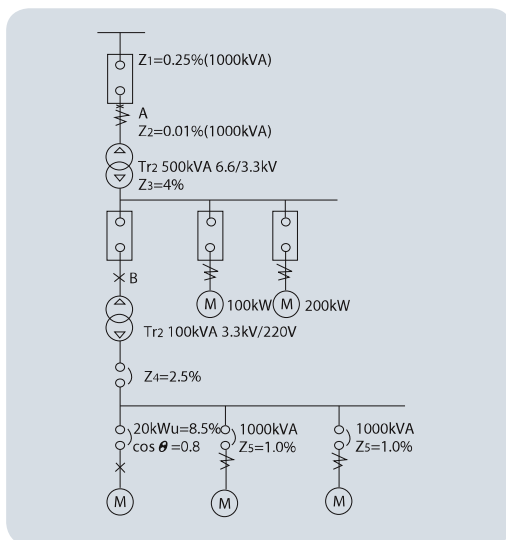 Z1=0.25%(1000kVA)
A
Z2=0.01%(1000kVA)
Tr2 500kVA 6.6/3.3kV
Z3=4%
B
M 100kW M 200kW
Tr2 100kVA 3.3kV/220V
Z4=2.5%
20kWu=8.5% 1000kVA 1000kVA
cos θ =0.8 Z5=1.0% Z5=1.0%
M M M